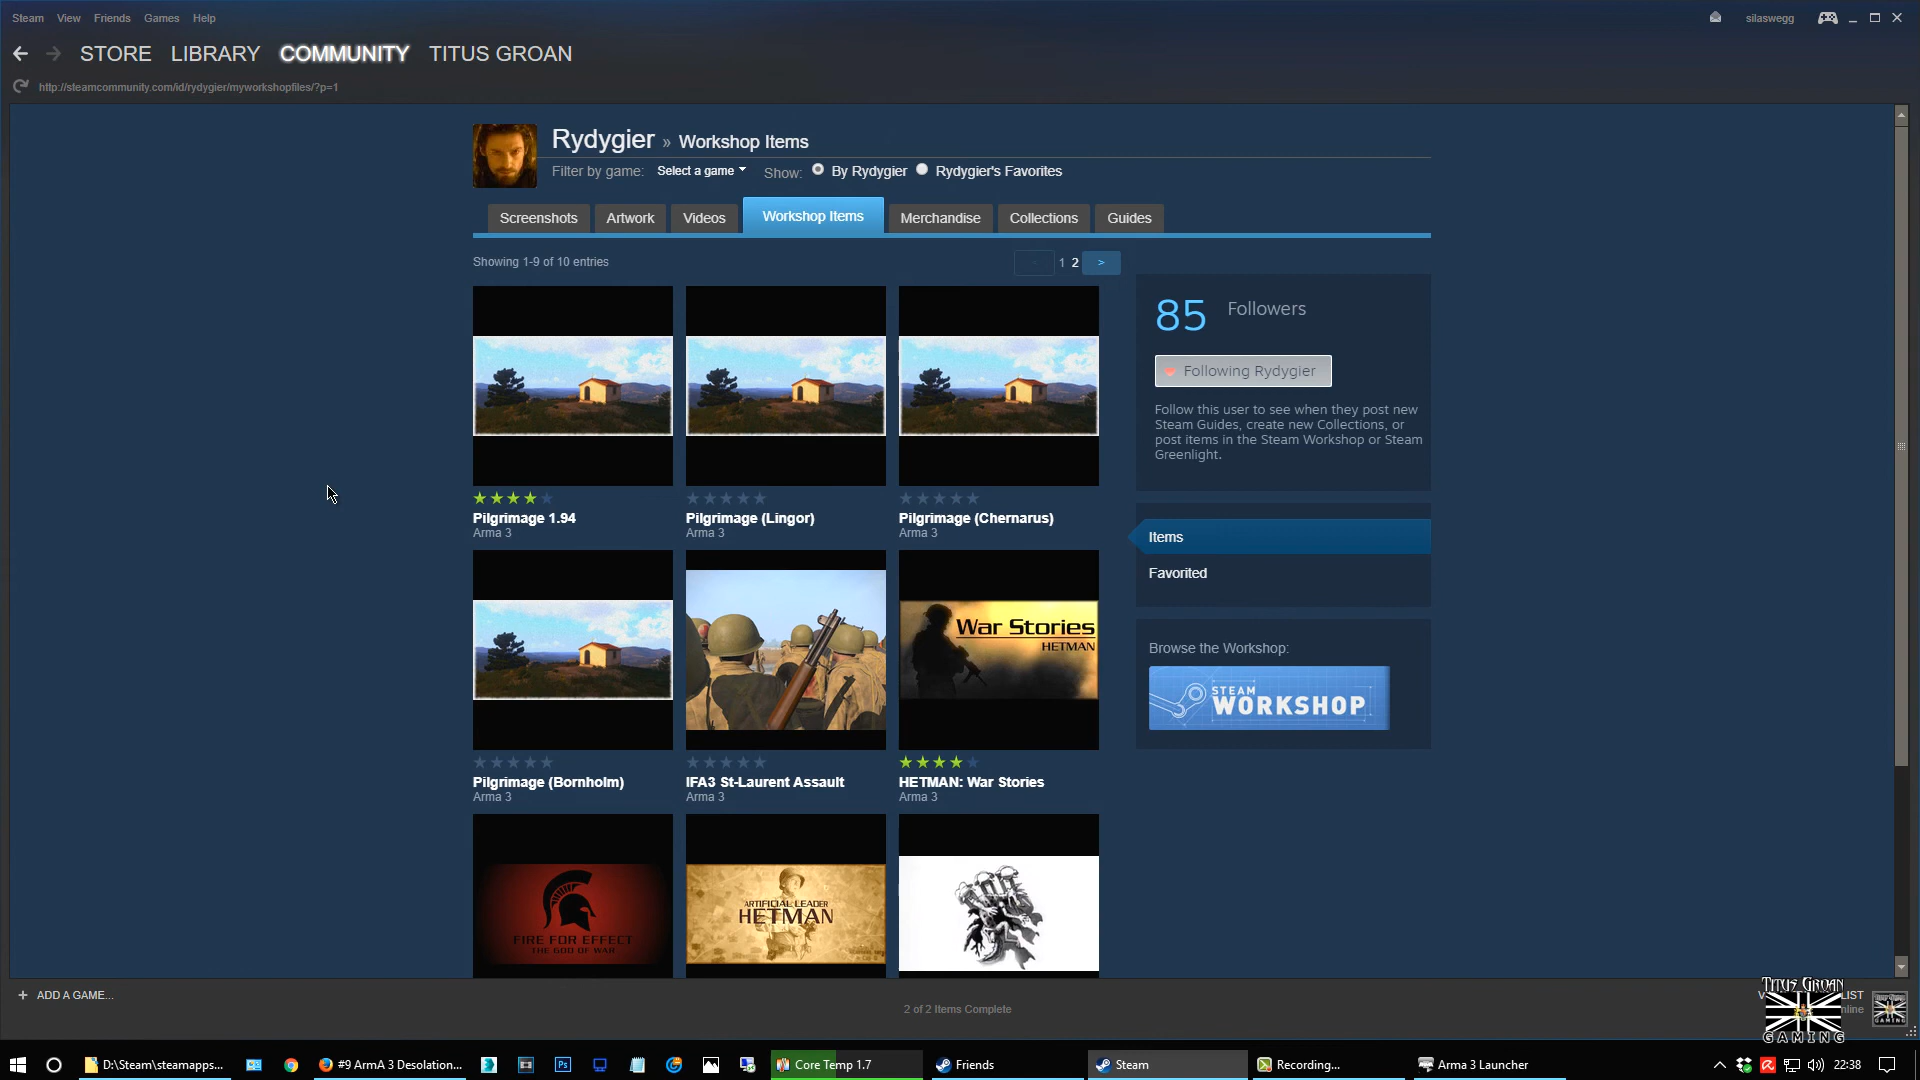 Steam View Friends Games Help
silaswegg
STORE LIBRARY COMMUNITY TITUS GROAN
http://steamcommunity.com/id/rydygier/myworkshopfiles/?p=1
Rydygier » Workshop Items
Filter by game: Select a game Show: By Rydygier Rydygier's Favorites
Screenshots Artwork Videos Workshop Items Merchandise Collections Guides
Showing 1-9 of 10 entries
1 2 >
85 Followers
Following Rydygier
Follow this user to see when they post new
Steam Guides, create new Collections, or
post items in the Steam Workshop or Steam
Greenlight.
Pilgrimage 1.94
Arma 3
Pilgrimage (Lingor)
Arma 3
Pilgrimage (Chernarus)
Arma 3
Items
Favorited
War Stories
HETMAN
Browse the Workshop:
STEAM
WORKSHOP
Pilgrimage (Bornholm)
Arma 3
IFA3 St-Laurent Assault
Arma 3
HETMAN: War Stories
Arma 3
FIRE FOR EFFECT
THE GOD OF WAR
ARTIFICIAL LEADER
HETMAN
+ ADD A GAME...
2 of 2 Items Complete
LIST
TITUS GROAN
GAMING
D:\Steam\steamapps...
#9 ArmA 3 Desolation...
Core Temp 1.7
Friends
Steam
Recording...
Arma 3 Launcher
22:38